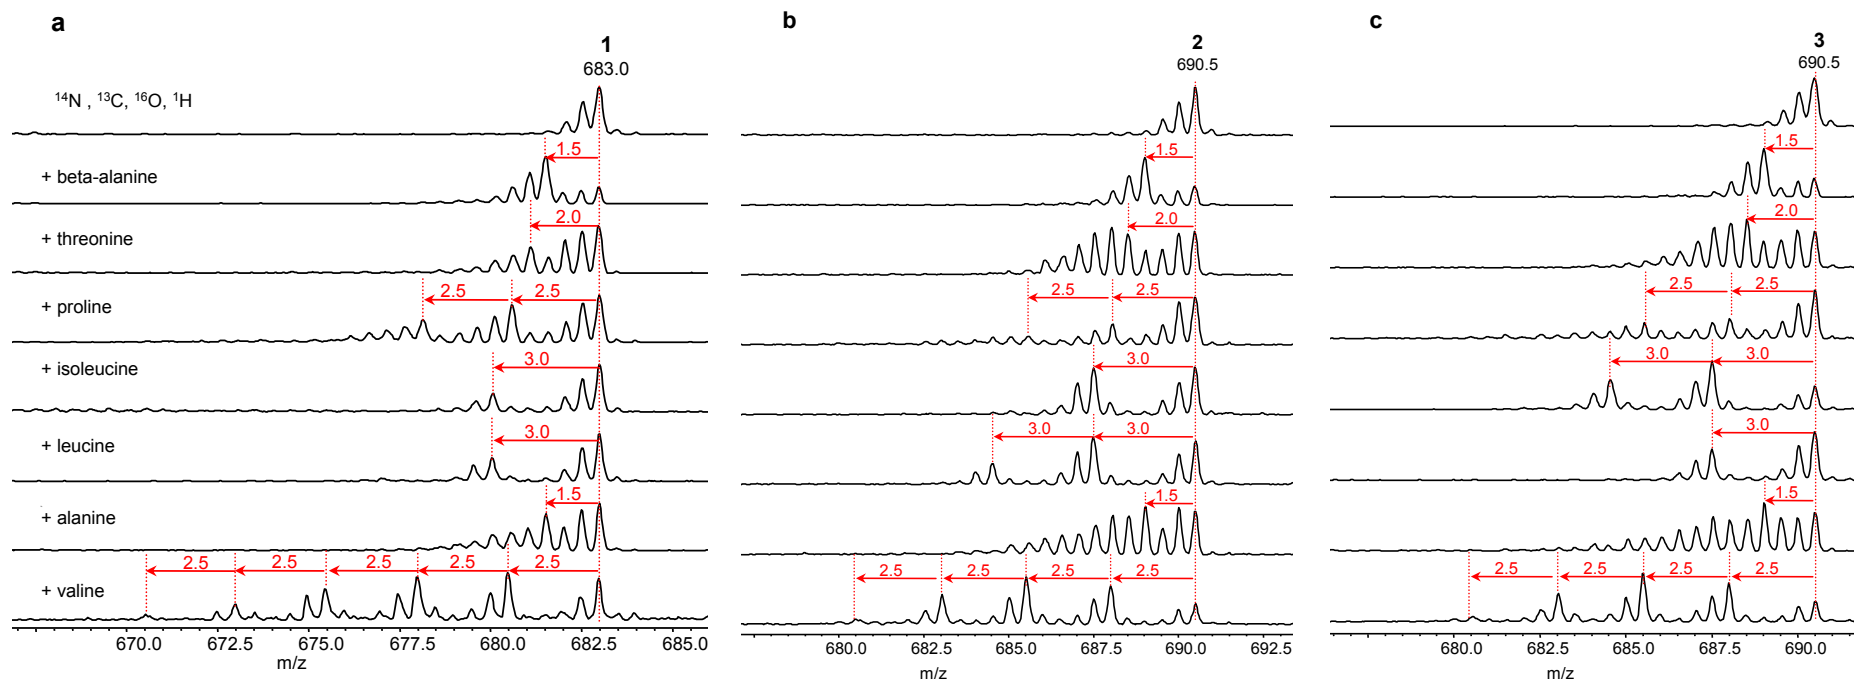 a
1
683.0
¹⁴N , ¹³C, ¹⁶O, ¹H
+ beta-alanine
1.5
+ threonine
2.0
+ proline
2.5 2.5
+ isoleucine
3.0
+ leucine
3.0
+ alanine
1.5
+ valine
2.5 2.5 2.5 2.5 2.5
670.0 672.5 675.0 677.5 680.0 682.5 685.0
m/z
b
2
690.5
1.5
2.0
2.5 2.5
3.0
3.0 3.0
1.5
2.5 2.5 2.5 2.5
680.0 682.5 685.0 687.5 690.0 692.5
m/z
c
3
690.5
1.5
2.0
2.5 2.5
3.0 3.0
3.0
1.5
2.5 2.5 2.5 2.5
680.0 682.5 685.0 687.5 690.0
m/z